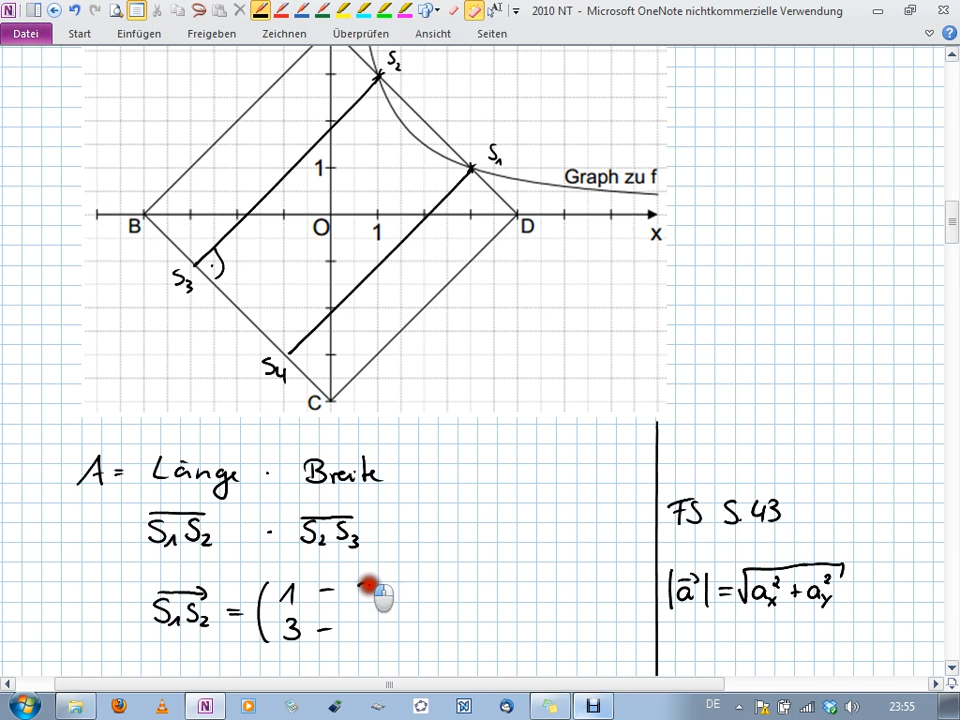 2010 NT - Microsoft OneNote nichtkommerzielle Verwendung
Datei Start Einfügen Freigeben Zeichnen Überprüfen Ansicht Seiten
S₂
S₁
1
Graph zu f
B O 1 D x
S₃
S₄
C
A = Länge · Breite
S₁S₂ · S₂S₃
FS S. 43
|a| = √(aₓ² + aᵧ²)
S₁S₂ = ( 1 –
3 –
DE 23:55